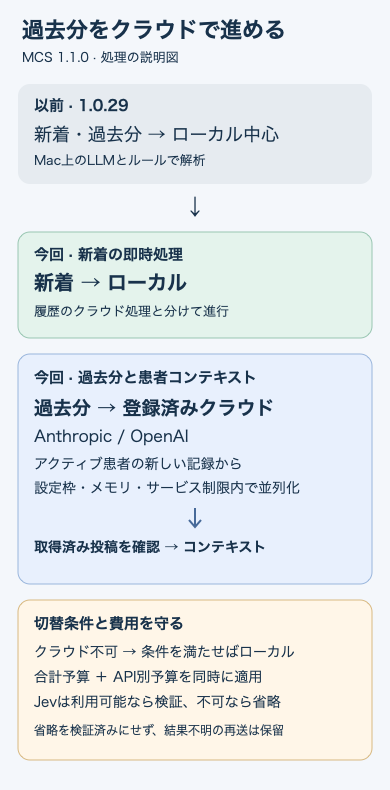 過去分をクラウドで進める
MCS 1.1.0 · 処理の説明図
以前 · 1.0.29
新着・過去分 → ローカル中心
Mac上のLLMとルールで解析
↓
今回 · 新着の即時処理
新着 → ローカル
履歴のクラウド処理と分けて進行
今回 · 過去分と患者コンテキスト
過去分 → 登録済みクラウド
Anthropic / OpenAI
アクティブ患者の新しい記録から
設定枠・メモリ・サービス制限内で並列化
↓
取得済み投稿を確認 → コンテキスト
切替条件と費用を守る
クラウド不可 → 条件を満たせばローカル
合計予算 ＋ API別予算を同時に適用
Jevは利用可能なら検証、不可なら省略
省略を検証済みにせず、結果不明の再送は保留